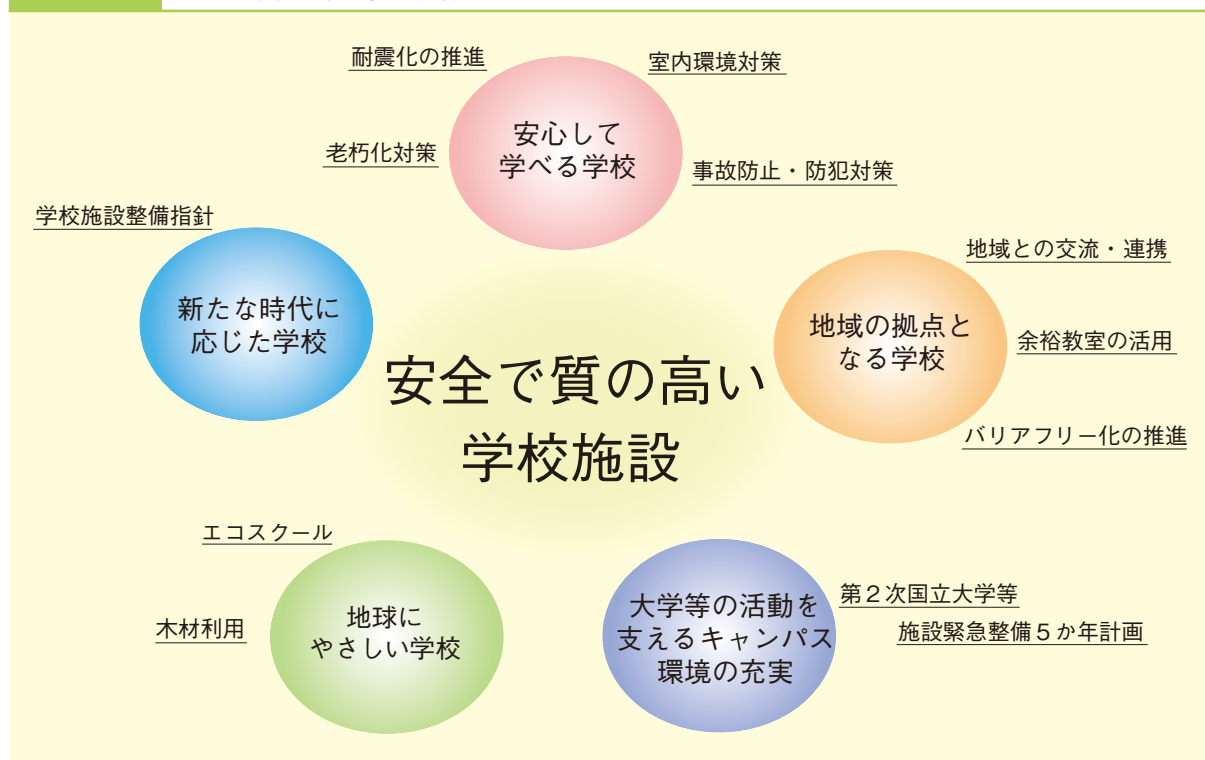 耐震化の推進
室内環境対策
安心して
学べる学校
老朽化対策
事故防止・防犯対策
学校施設整備指針
新たな時代に
応じた学校
地域との交流・連携
地域の拠点と
なる学校
余裕教室の活用
バリアフリー化の推進
安全で質の高い
学校施設
エコスクール
地球に
やさしい学校
木材利用
大学等の活動を
支えるキャンパス
環境の充実
第2次国立大学等
施設緊急整備5か年計画